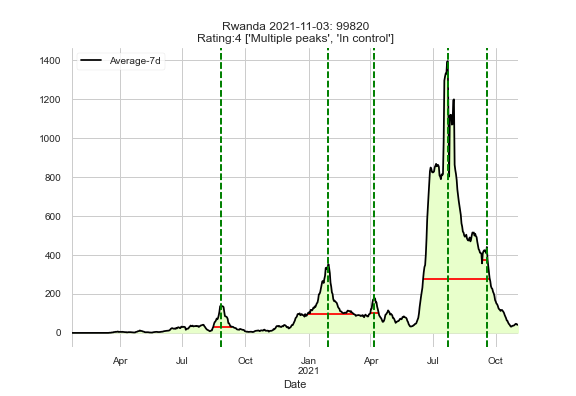 Rwanda 2021-11-03: 99820
Rating:4 ['Multiple peaks', 'In control']
1400
1200
1000
800
600
400
200
0
Average-7d
Apr Jul Oct Jan Apr Jul Oct
2021
Date